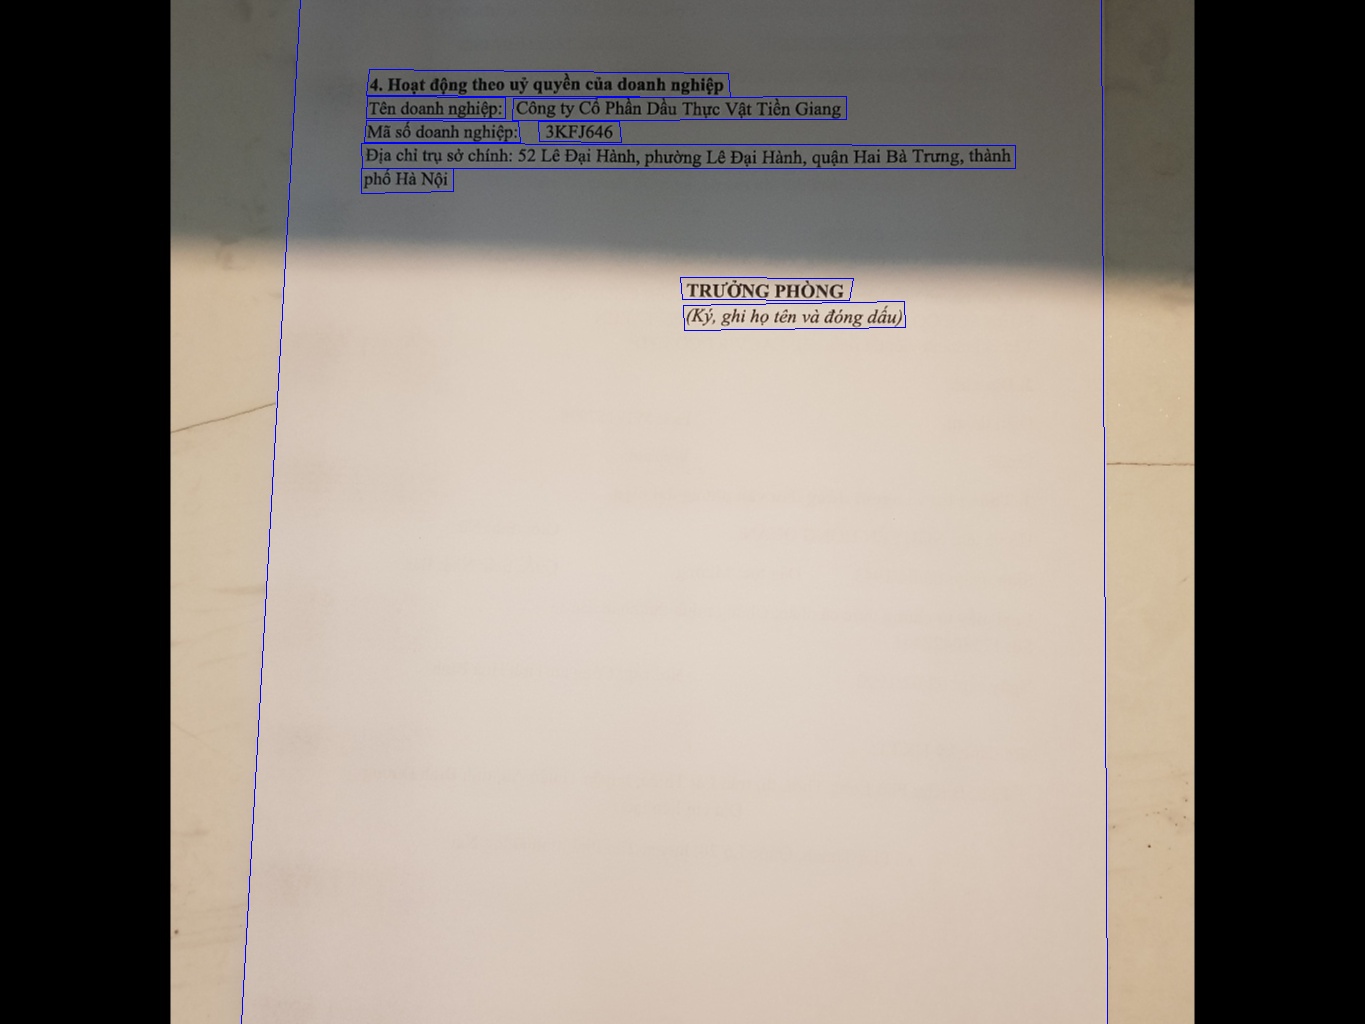 4. Hoạt động theo uỷ quyền của doanh nghiệp
Tên doanh nghiệp: Công ty Cổ Phần Dầu Thực Vật Tiền Giang
Mã số doanh nghiệp: 3KFJ646
Địa chỉ trụ sở chính: 52 Lê Đại Hành, phường Lê Đại Hành, quận Hai Bà Trưng, thành
phố Hà Nội
TRƯỞNG PHÒNG
(Ký, ghi họ tên và đóng dấu)